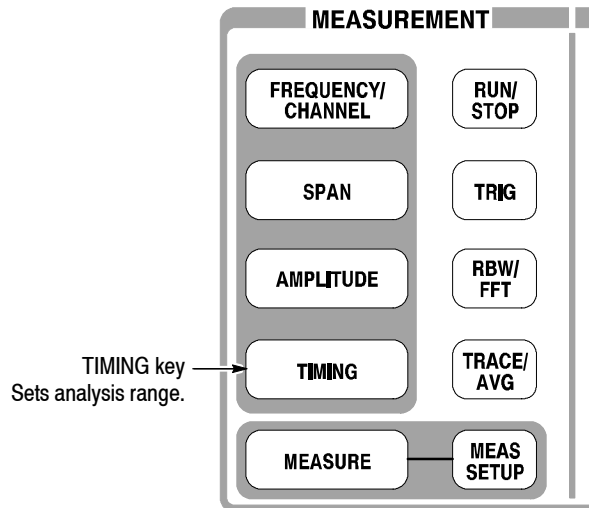 MEASUREMENT
FREQUENCY/
CHANNEL
RUN/
STOP
SPAN
TRIG
AMPLITUDE
RBW/
FFT
TIMING key
Sets analysis range.
TIMING
TRACE/
AVG
MEASURE
MEAS
SETUP